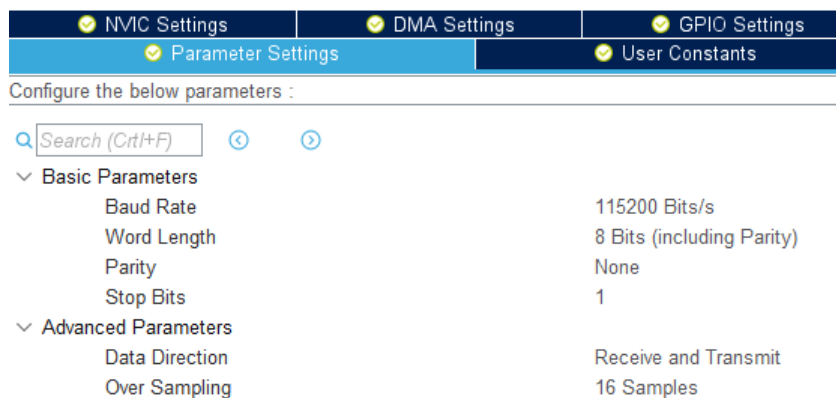 NVIC Settings DMA Settings GPIO Settings
Parameter Settings User Constants
Configure the below parameters :
Search (Crtl+F)
Basic Parameters
Baud Rate 115200 Bits/s
Word Length 8 Bits (including Parity)
Parity None
Stop Bits 1
Advanced Parameters
Data Direction Receive and Transmit
Over Sampling 16 Samples